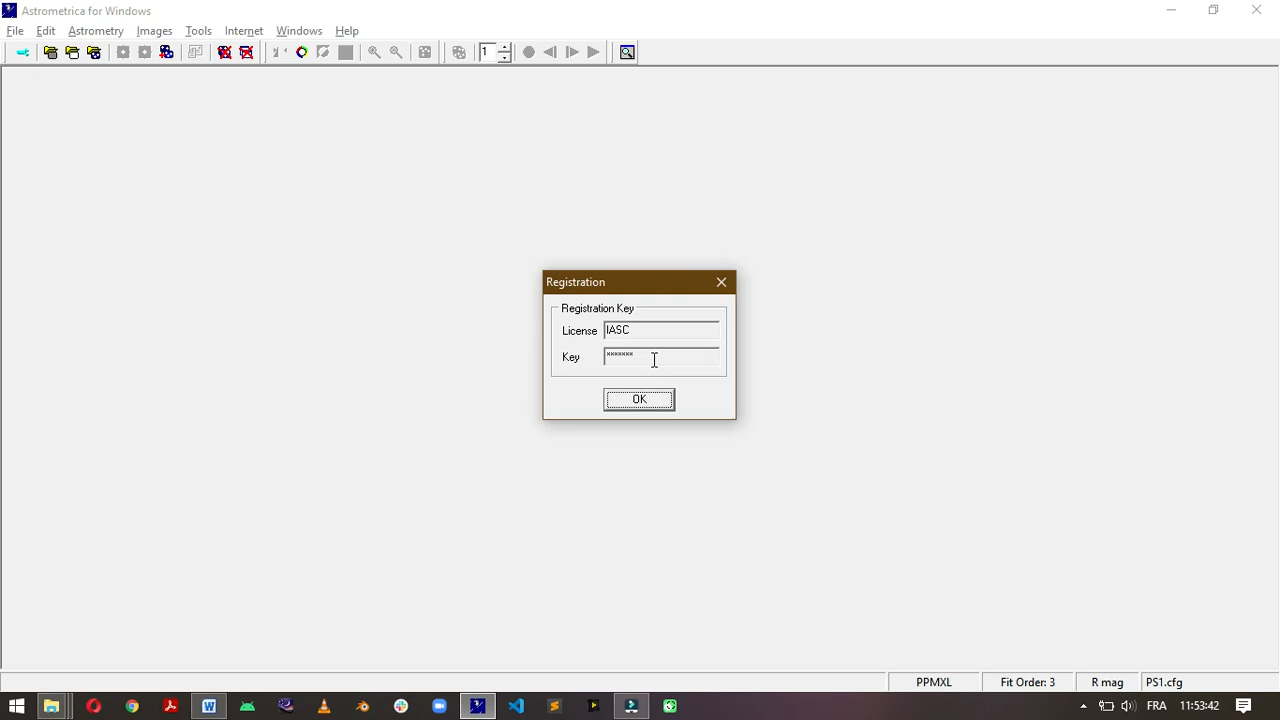 Astrometrica for Windows
File Edit Astrometry Images Tools Internet Windows Help
1
Registration
Registration Key
License IASC
Key *******
OK
PPMXL Fit Order: 3 R mag PS1.cfg
FRA 11:53:42